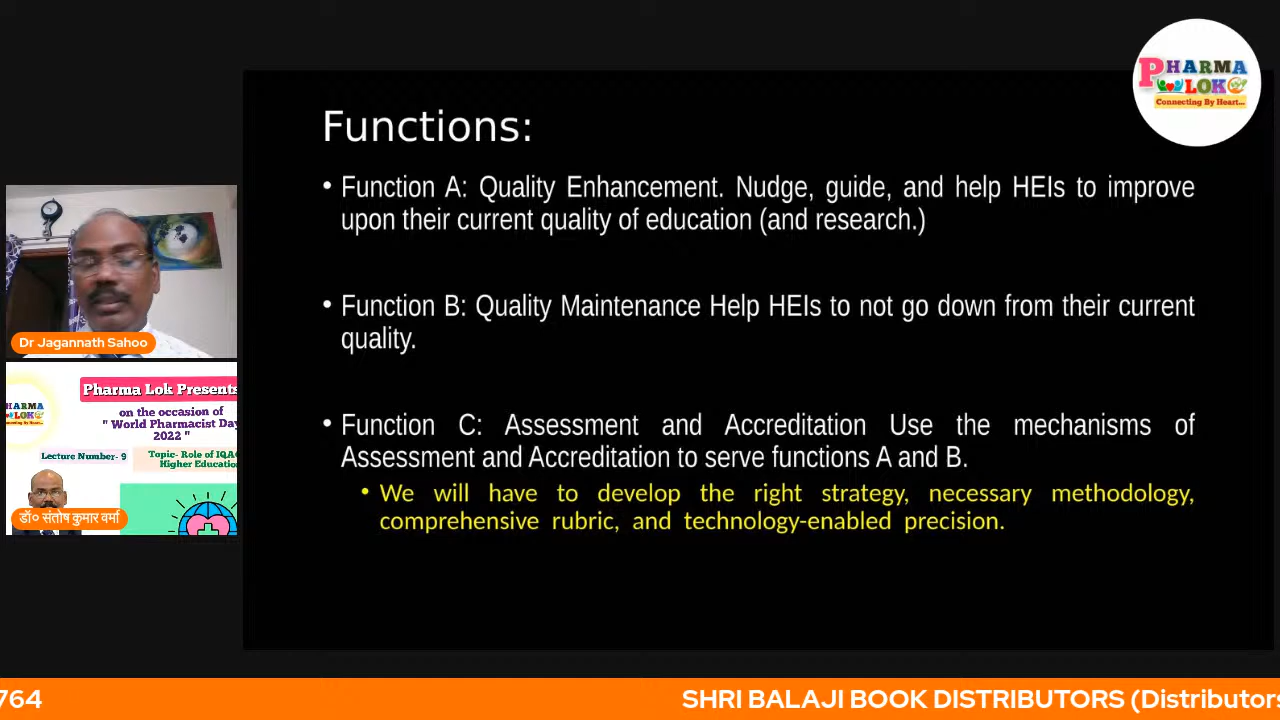 PHARMA
LOK
Connecting By Heart...
Functions:
• Function A: Quality Enhancement. Nudge, guide, and help HEIs to improve
upon their current quality of education (and research.)
• Function B: Quality Maintenance Help HEIs to not go down from their current
quality.
• Function C: Assessment and Accreditation Use the mechanisms of
Assessment and Accreditation to serve functions A and B.
• We will have to develop the right strategy, necessary methodology,
comprehensive rubric, and technology-enabled precision.
Dr Jagannath Sahoo
Pharma Lok Presents
on the occasion of
" World Pharmacist Day
2022 "
Lecture Number- 9
Topic- Role of IQAC
Higher Education
डॉ० संतोष कुमार वर्मा
764
SHRI BALAJI BOOK DISTRIBUTORS (Distributors